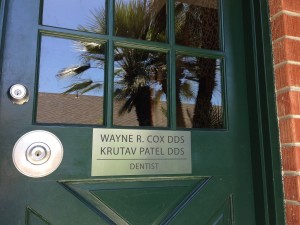 WAYNE R. COX DDS
KRUTAV PATEL DDS
DENTIST